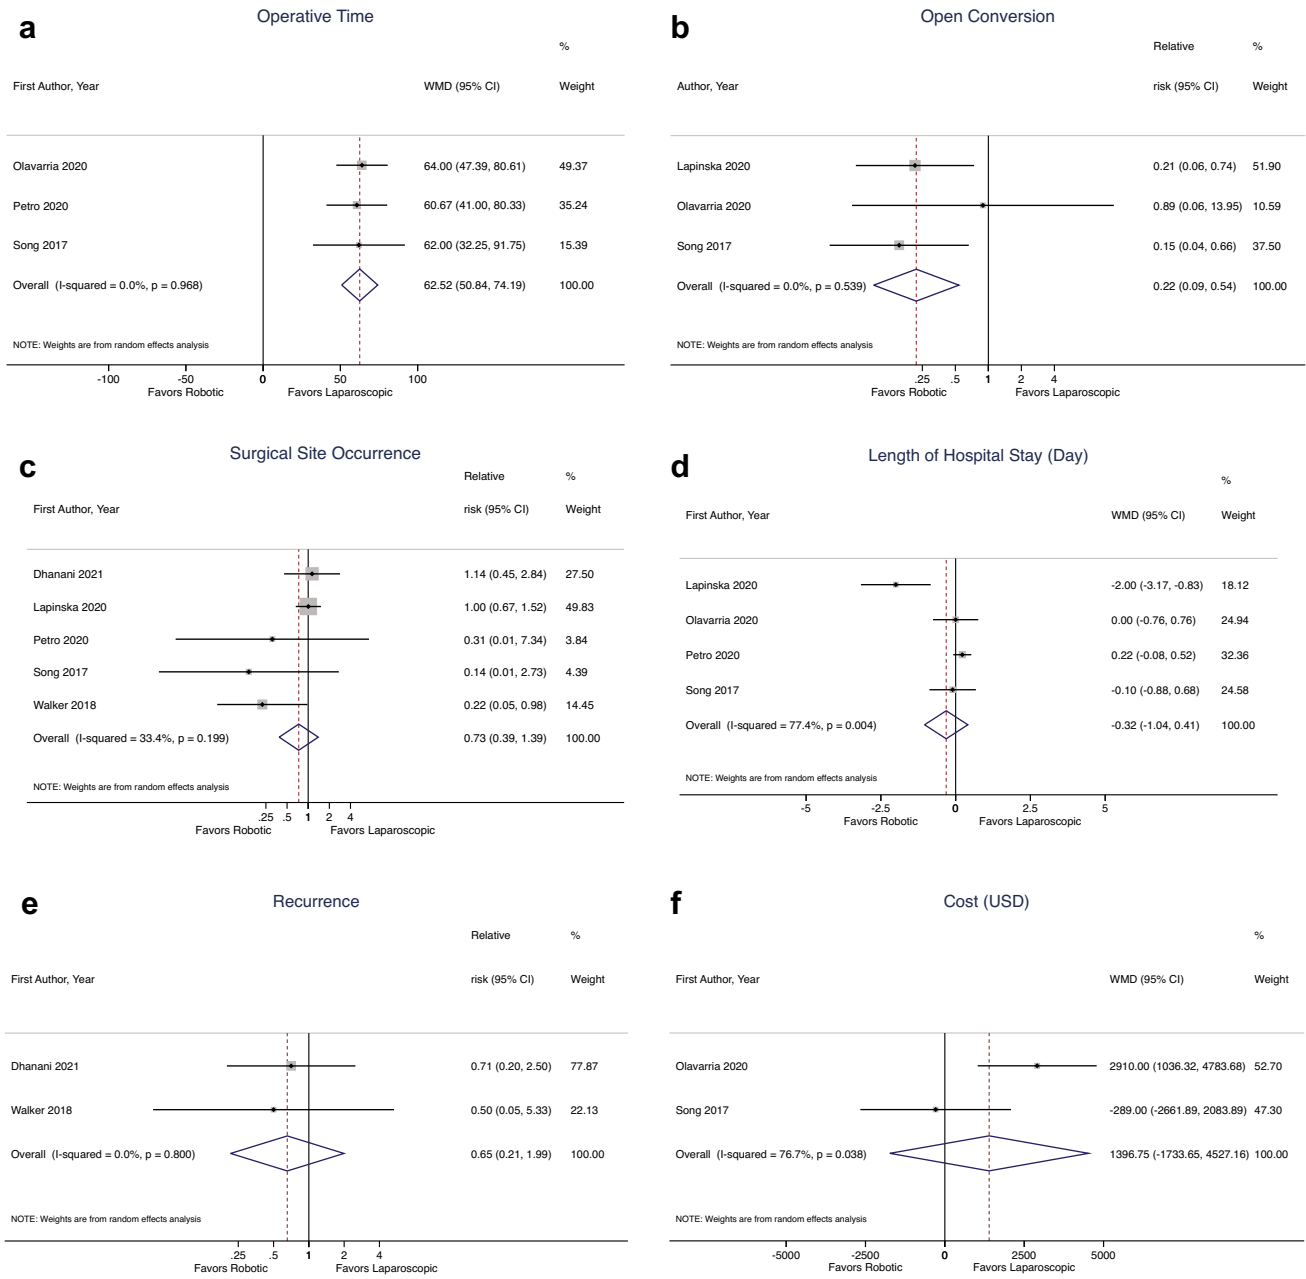 a
Operative Time
%
First Author, Year WMD (95% CI) Weight
Olavarria 2020 64.00 (47.39, 80.61) 49.37
Petro 2020 60.67 (41.00, 80.33) 35.24
Song 2017 62.00 (32.25, 91.75) 15.39
Overall (I-squared = 0.0%, p = 0.968) 62.52 (50.84, 74.19) 100.00
NOTE: Weights are from random effects analysis
-100 -50 0 50 100
Favors Robotic Favors Laparoscopic
b
Open Conversion
Relative %
Author, Year risk (95% CI) Weight
Lapinska 2020 0.21 (0.06, 0.74) 51.90
Olavarria 2020 0.89 (0.06, 13.95) 10.59
Song 2017 0.15 (0.04, 0.66) 37.50
Overall (I-squared = 0.0%, p = 0.539) 0.22 (0.09, 0.54) 100.00
NOTE: Weights are from random effects analysis
.25 .5 1 2 4
Favors Robotic Favors Laparoscopic
c
Surgical Site Occurrence
Relative %
First Author, Year risk (95% CI) Weight
Dhanani 2021 1.14 (0.45, 2.84) 27.50
Lapinska 2020 1.00 (0.67, 1.52) 49.83
Petro 2020 0.31 (0.01, 7.34) 3.84
Song 2017 0.14 (0.01, 2.73) 4.39
Walker 2018 0.22 (0.05, 0.98) 14.45
Overall (I-squared = 33.4%, p = 0.199) 0.73 (0.39, 1.39) 100.00
NOTE: Weights are from random effects analysis
.25 .5 1 2 4
Favors Robotic Favors Laparoscopic
d
Length of Hospital Stay (Day)
%
First Author, Year WMD (95% CI) Weight
Lapinska 2020 -2.00 (-3.17, -0.83) 18.12
Olavarria 2020 0.00 (-0.76, 0.76) 24.94
Petro 2020 0.22 (-0.08, 0.52) 32.36
Song 2017 -0.10 (-0.88, 0.68) 24.58
Overall (I-squared = 77.4%, p = 0.004) -0.32 (-1.04, 0.41) 100.00
NOTE: Weights are from random effects analysis
-5 -2.5 0 2.5 5
Favors Robotic Favors Laparoscopic
e
Recurrence
Relative %
First Author, Year risk (95% CI) Weight
Dhanani 2021 0.71 (0.20, 2.50) 77.87
Walker 2018 0.50 (0.05, 5.33) 22.13
Overall (I-squared = 0.0%, p = 0.800) 0.65 (0.21, 1.99) 100.00
NOTE: Weights are from random effects analysis
.25 .5 1 2 4
Favors Robotic Favors Laparoscopic
f
Cost (USD)
%
First Author, Year WMD (95% CI) Weight
Olavarria 2020 2910.00 (1036.32, 4783.68) 52.70
Song 2017 -289.00 (-2661.89, 2083.89) 47.30
Overall (I-squared = 76.7%, p = 0.038) 1396.75 (-1733.65, 4527.16) 100.00
NOTE: Weights are from random effects analysis
-5000 -2500 0 2500 5000
Favors Robotic Favors Laparoscopic